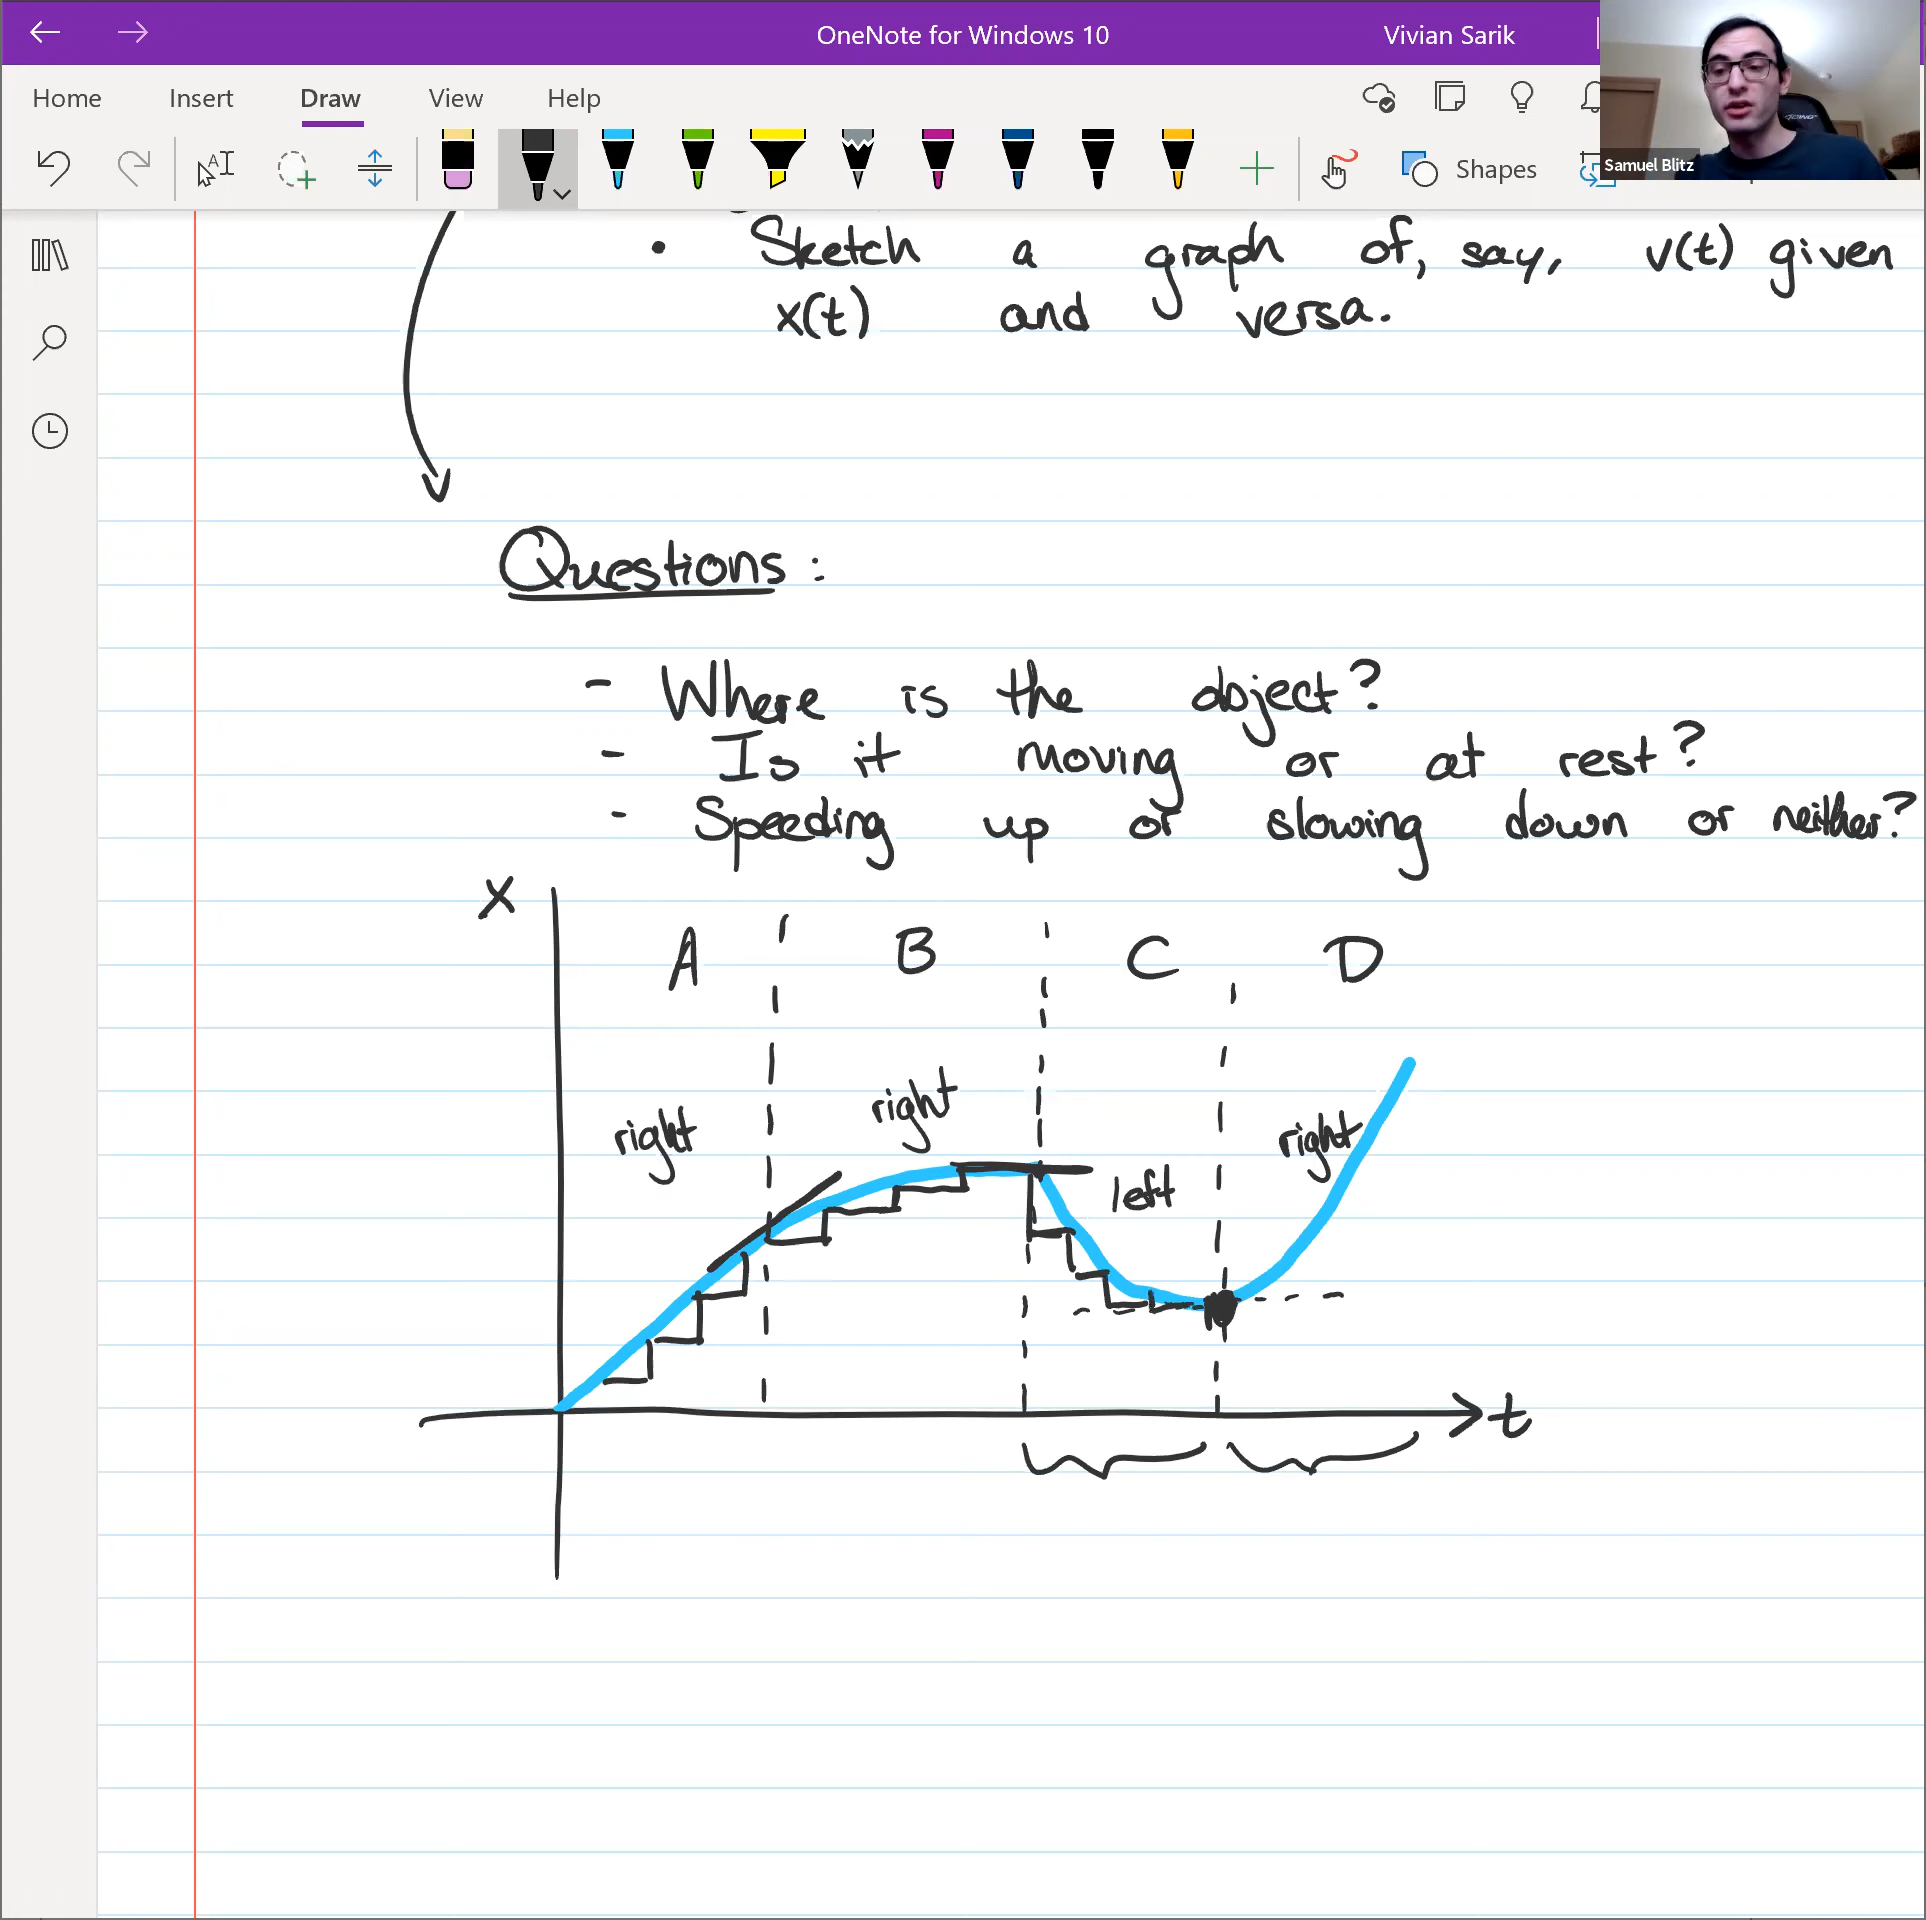 OneNote for Windows 10
Vivian Sarik
Home Insert Draw View Help
Shapes
Samuel Blitz
• Sketch a graph of, say, v(t) given
x(t) and versa.
Questions:
- Where is the object?
- Is it moving or at rest?
- Speeding up or slowing down or neither?
x
A B C D
right right left right
t